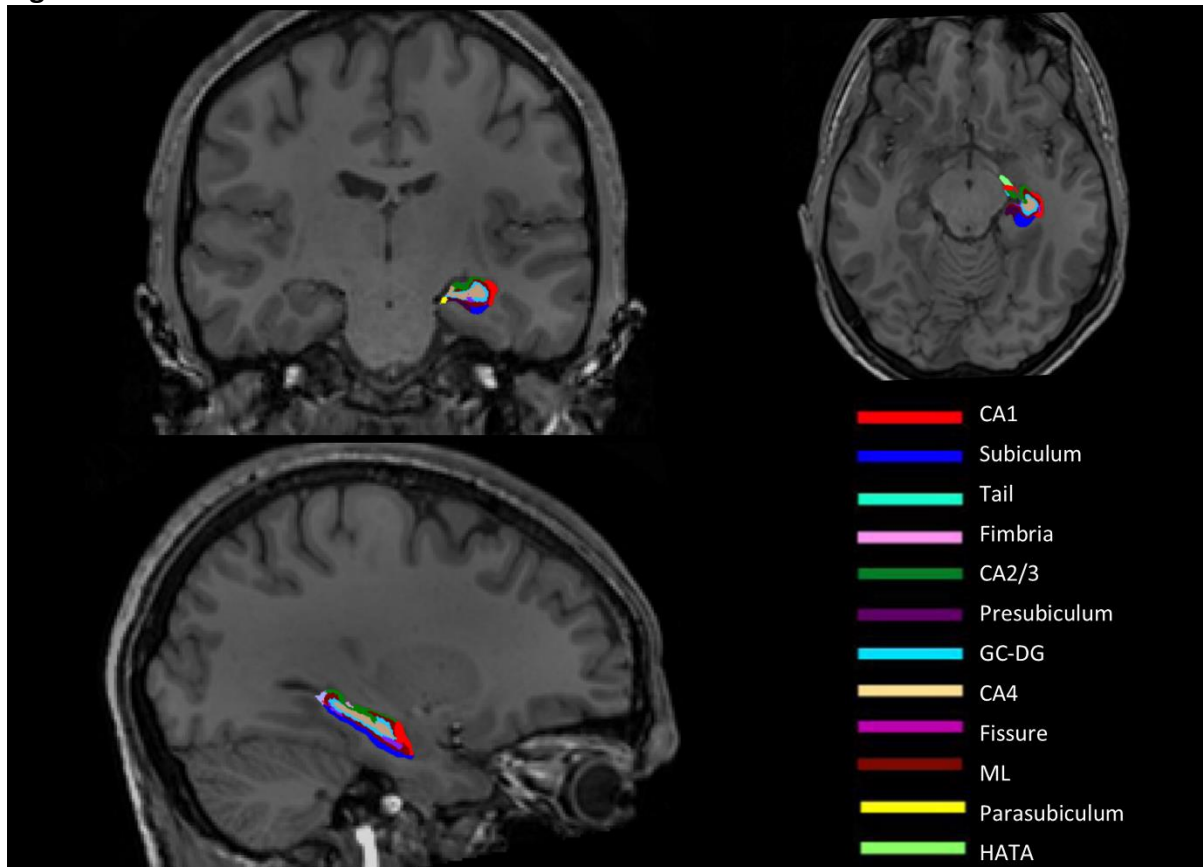 CA1
Subiculum
Tail
Fimbria
CA2/3
Presubiculum
GC-DG
CA4
Fissure
ML
Parasubiculum
HATA